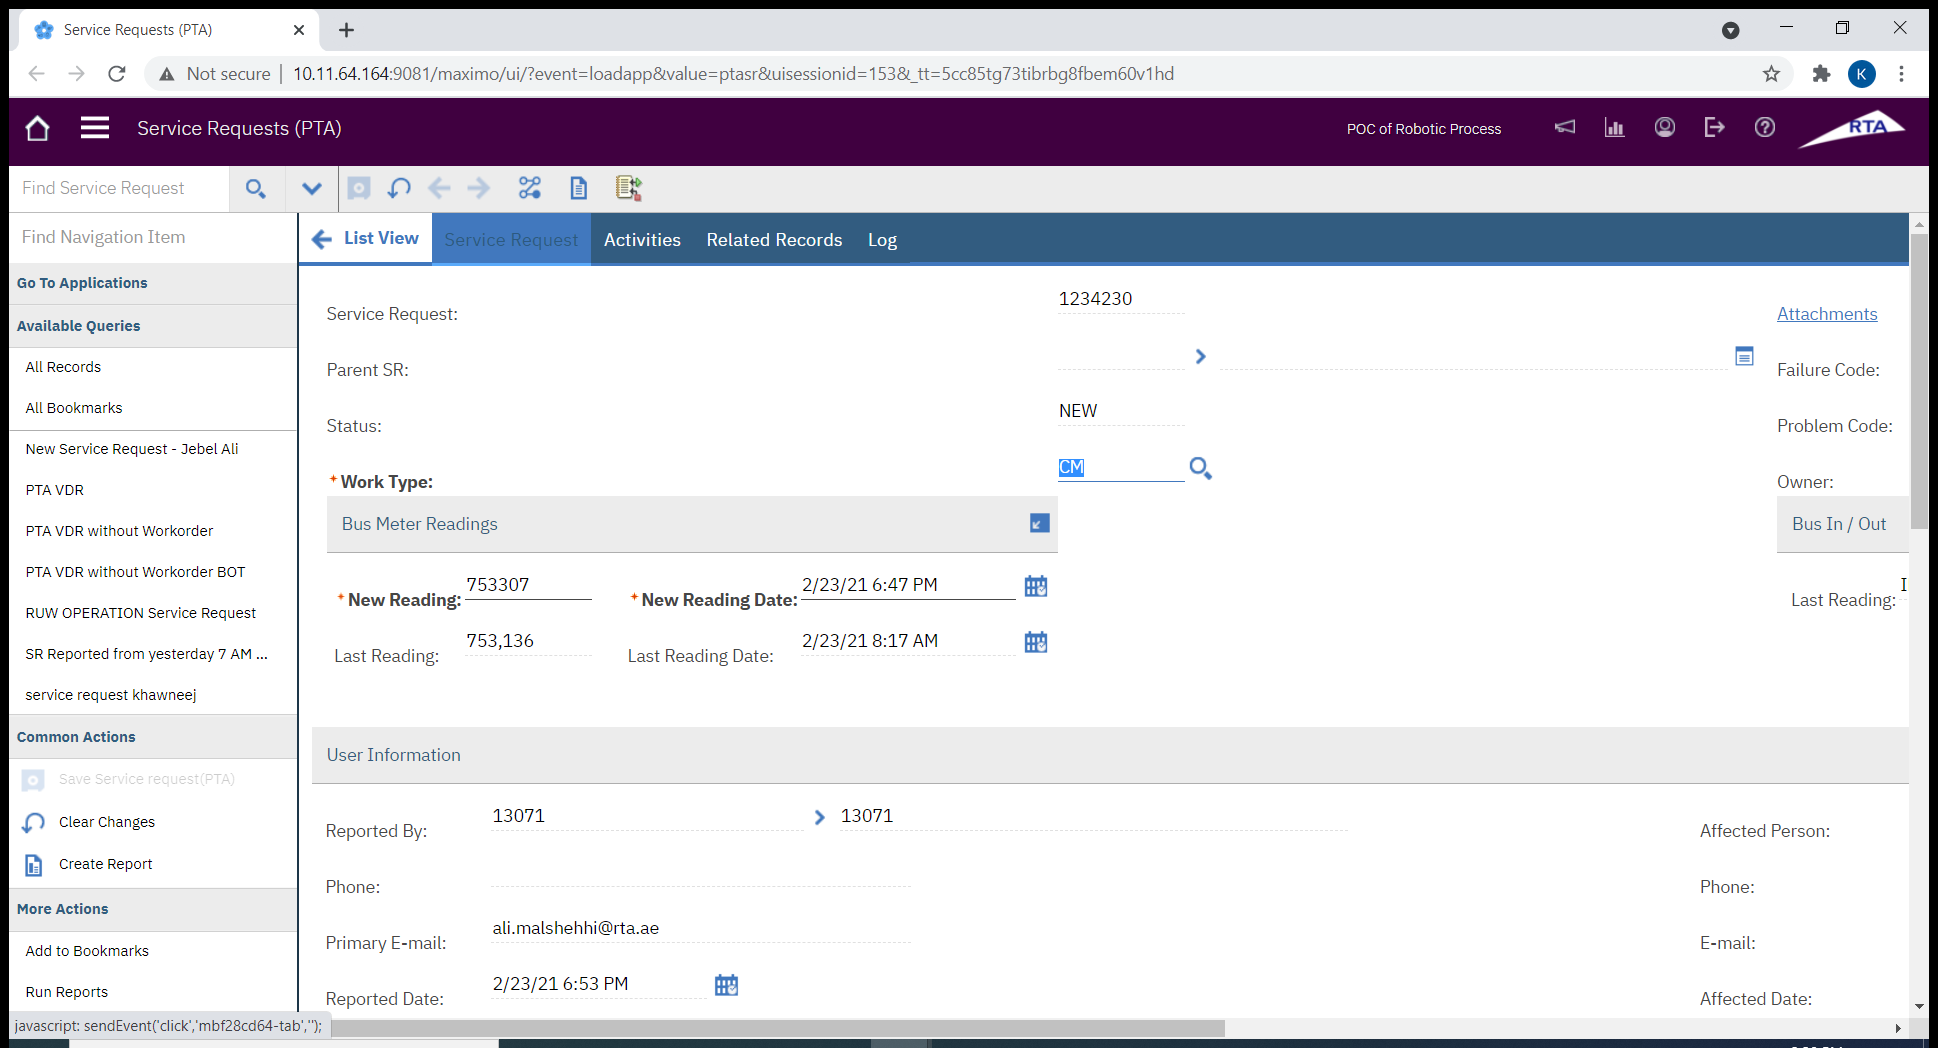 Service Requests (PTA)
Not secure
10.11.64.164:9081/maximo/ui/?event=loadapp&value=ptasr&uisessionid=153&_tt=5cc85tg73tibrbg8fbem60v1hd
K
Service Requests (PTA)
POC of Robotic Process
RTA
Find Service Request
Find Navigation Item
Go To Applications
Available Queries
All Records
All Bookmarks
New Service Request - Jebel Ali
PTA VDR
PTA VDR without Workorder
PTA VDR without Workorder BOT
RUW OPERATION Service Request
SR Reported from yesterday 7 AM ...
service request khawneej
Common Actions
Save Service request(PTA)
Clear Changes
Create Report
More Actions
Add to Bookmarks
Run Reports
javascript: sendEvent('click','mbf28cd64-tab','');
List View Service Request Activities Related Records Log
Service Request: 1234230 Attachments
Parent SR: Failure Code:
Status: NEW Problem Code:
* Work Type: CM Owner:
Bus Meter Readings Bus In / Out
* New Reading: 753307 * New Reading Date: 2/23/21 6:47 PM Last Reading: I
Last Reading: 753,136 Last Reading Date: 2/23/21 8:17 AM
User Information
Reported By: 13071 13071 Affected Person:
Phone: Phone:
Primary E-mail: ali.malshehhi@rta.ae E-mail:
Reported Date: 2/23/21 6:53 PM Affected Date: